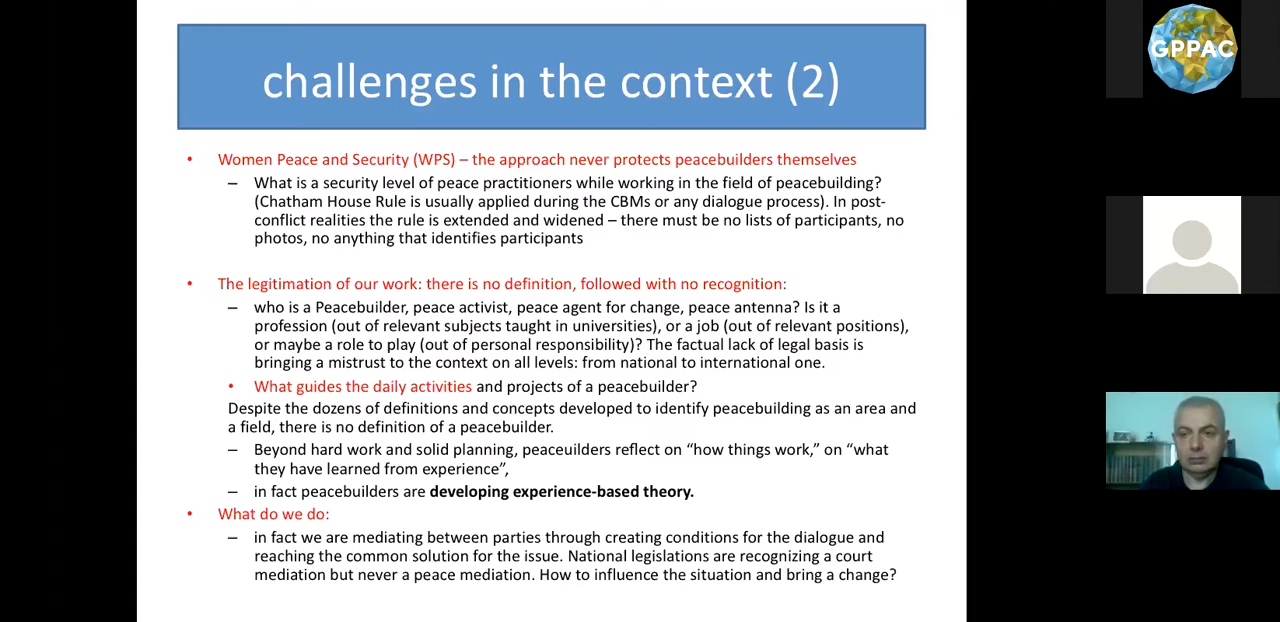 challenges in the context (2)
• Women Peace and Security (WPS) – the approach never protects peacebuilders themselves
– What is a security level of peace practitioners while working in the field of peacebuilding?
(Chatham House Rule is usually applied during the CBMs or any dialogue process). In post-
conflict realities the rule is extended and widened – there must be no lists of participants, no
photos, no anything that identifies participants
• The legitimation of our work: there is no definition, followed with no recognition:
– who is a Peacebuilder, peace activist, peace agent for change, peace antenna? Is it a
profession (out of relevant subjects taught in universities), or a job (out of relevant positions),
or maybe a role to play (out of personal responsibility)? The factual lack of legal basis is
bringing a mistrust to the context on all levels: from national to international one.
• What guides the daily activities and projects of a peacebuilder?
Despite the dozens of definitions and concepts developed to identify peacebuilding as an area and
a field, there is no definition of a peacebuilder.
– Beyond hard work and solid planning, peaceuilders reflect on “how things work,” on “what
they have learned from experience”,
– in fact peacebuilders are developing experience-based theory.
• What do we do:
– in fact we are mediating between parties through creating conditions for the dialogue and
reaching the common solution for the issue. National legislations are recognizing a court
mediation but never a peace mediation. How to influence the situation and bring a change?
GPPAC